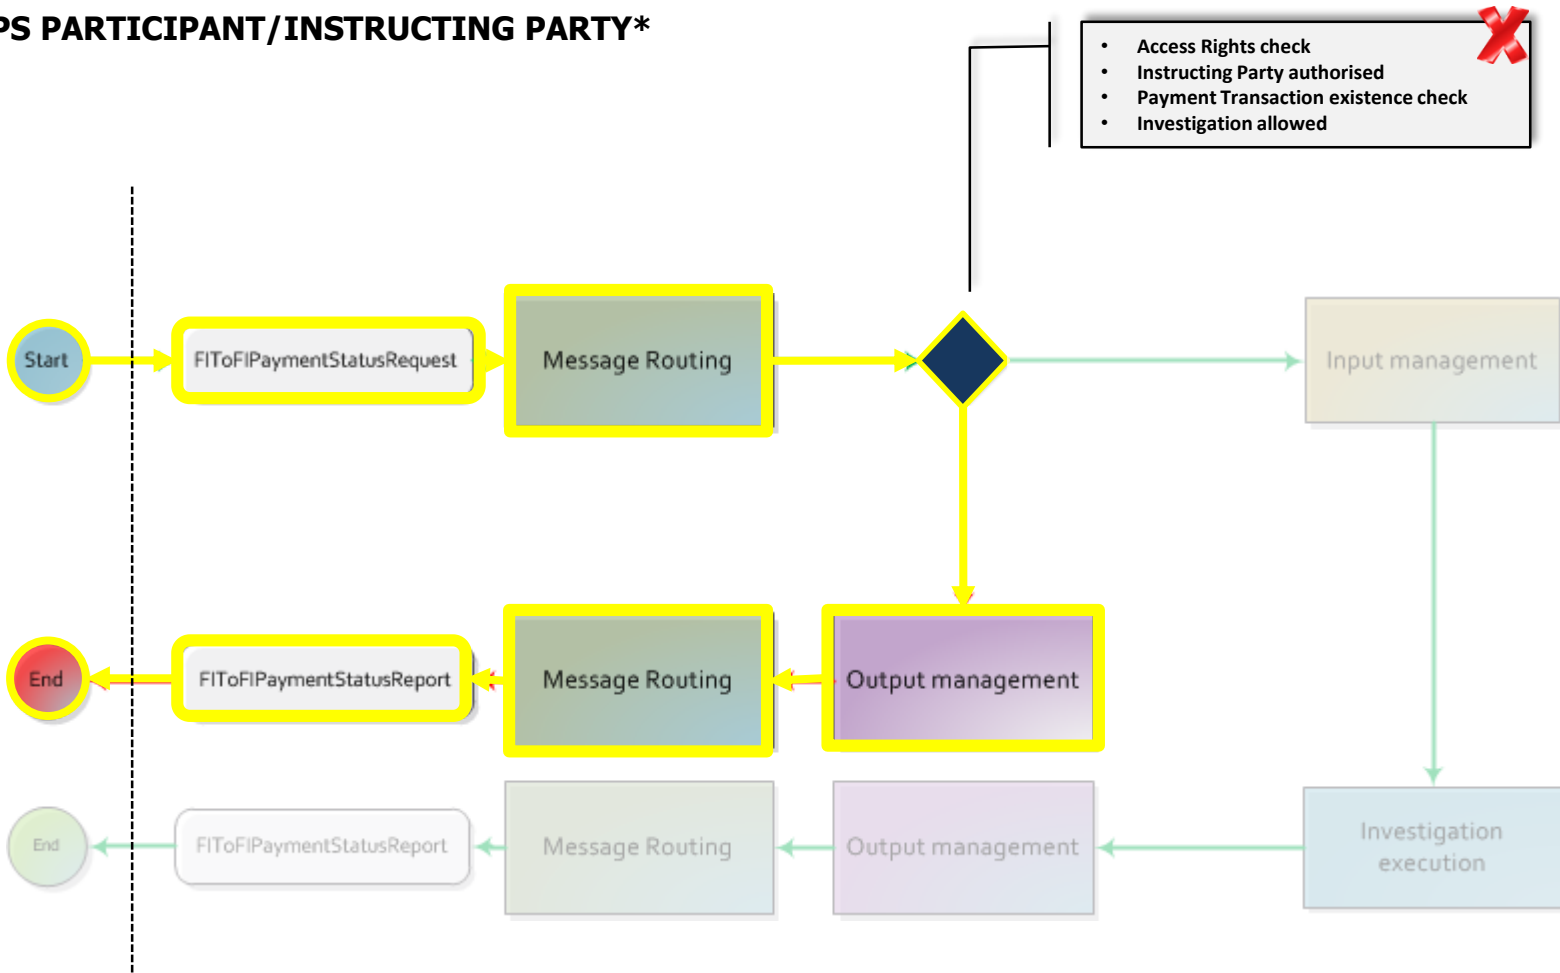 PS PARTICIPANT/INSTRUCTING PARTY*
• Access Rights check
• Instructing Party authorised
• Payment Transaction existence check
• Investigation allowed
Start
FIToFIPaymentStatusRequest
Message Routing
Input management
End
FIToFIPaymentStatusReport
Message Routing
Output management
End
FIToFIPaymentStatusReport
Message Routing
Output management
Investigation
execution